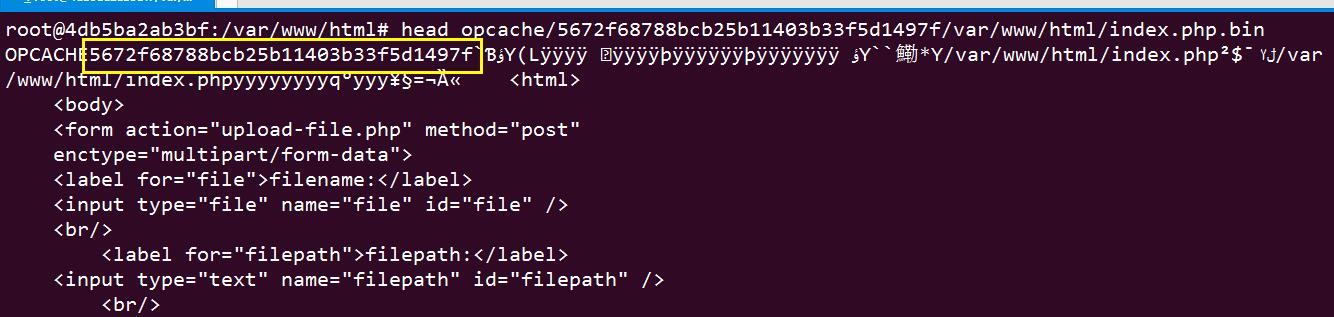 root@4db5ba2ab3bf:/var/www/html# head opcache/5672f68788bcb25b11403b33f5d1497f/var/www/html/index.php.bin
OPCACHE5672f68788bcb25b11403b33f5d1497f`
Y(Lÿÿÿÿ ÿÿÿÿþÿÿÿÿÿÿþÿÿÿÿÿÿÿ Y``*Y/var/www/html/index.php²$¯ /var
/www/html/index.phpÿÿÿÿÿÿÿÿqºÿÿÿ¥§=¬À« <html>
<body>
<form action="upload-file.php" method="post"
enctype="multipart/form-data">
<label for="file">filename:</label>
<input type="file" name="file" id="file" />
<br/>
<label for="filepath">filepath:</label>
<input type="text" name="filepath" id="filepath" />
<br/>